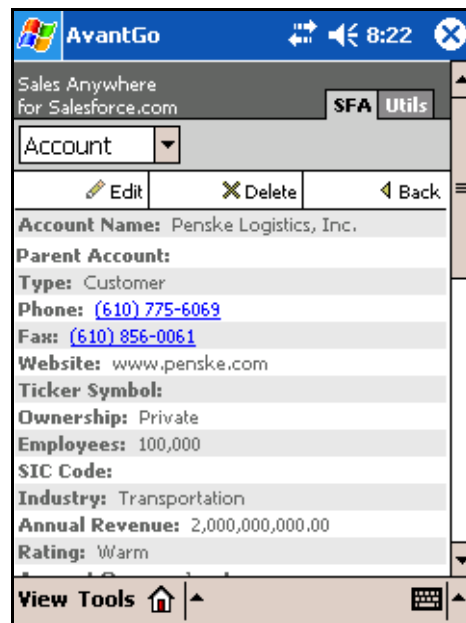 AvantGo 8:22
Sales Anywhere
for Salesforce.com
SFA Utils
Account
Edit Delete Back
Account Name: Penske Logistics, Inc.
Parent Account:
Type: Customer
Phone: (610) 775-6069
Fax: (610) 856-0061
Website: www.penske.com
Ticker Symbol:
Ownership: Private
Employees: 100,000
SIC Code:
Industry: Transportation
Annual Revenue: 2,000,000,000.00
Rating: Warm
View Tools